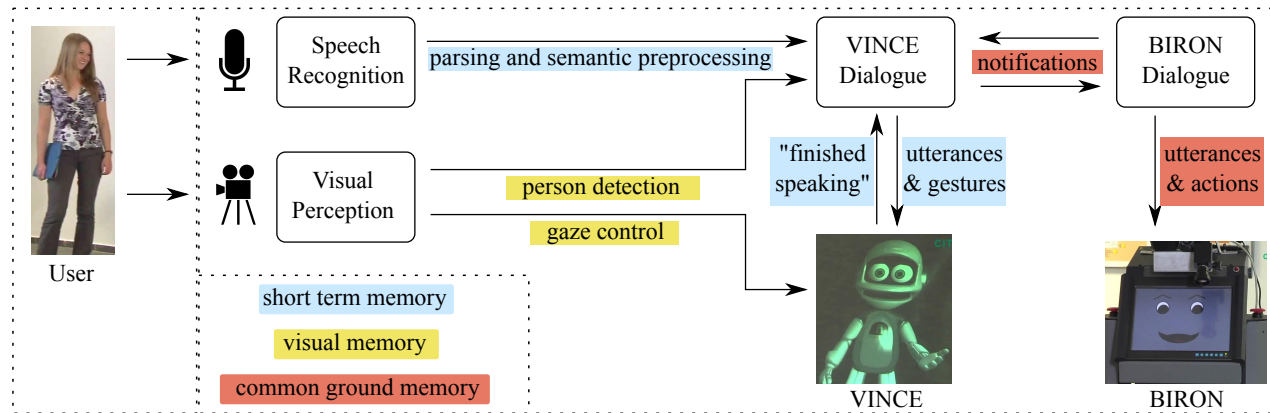 Speech
Recognition
parsing and semantic preprocessing
VINCE
Dialogue
notifications
BIRON
Dialogue
Visual
Perception
person detection
gaze control
"finished
speaking"
utterances
& gestures
utterances
& actions
User
short term memory
visual memory
common ground memory
VINCE
BIRON